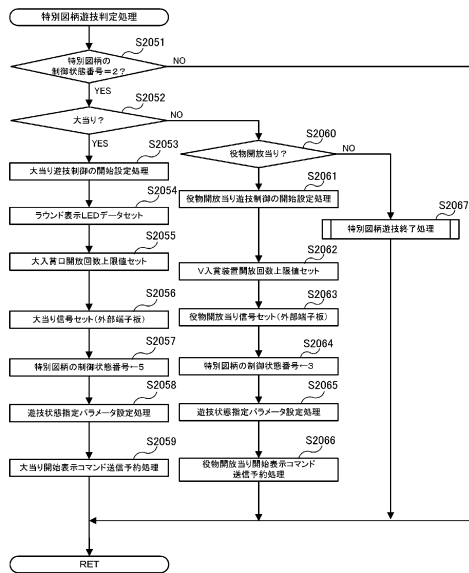 特別図柄遊技判定処理
S2051
特別図柄の
制御状態番号=2?
NO
YES
S2052
大当り?
NO
YES
S2053
大当り遊技制御の開始設定処理
S2054
ラウンド表示LEDデータセット
S2055
大入賞口開放回数上限値セット
S2056
大当り信号セット(外部端子板)
S2057
特別図柄の制御状態番号←5
S2058
遊技状態指定パラメータ設定処理
S2059
大当り開始表示コマンド送信予約処理
S2060
役物開放当り?
NO
YES
S2061
役物開放当り遊技制御の開始設定処理
S2062
V入賞装置開放回数上限値セット
S2063
役物開放当り信号セット(外部端子板)
S2064
特別図柄の制御状態番号←3
S2065
遊技状態指定パラメータ設定処理
S2066
役物開放当り開始表示コマンド
送信予約処理
S2067
特別図柄遊技終了処理
RET